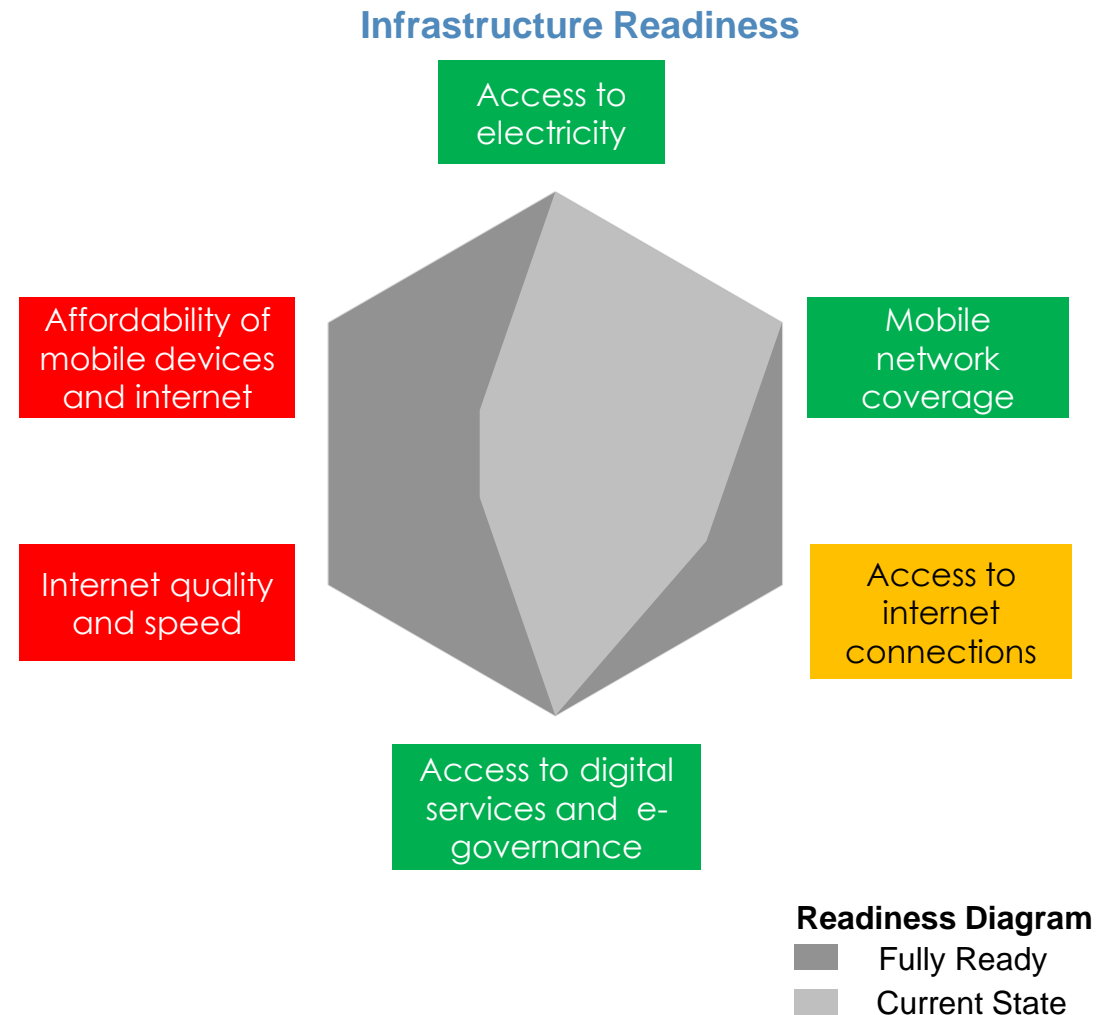 Infrastructure Readiness
Access to
electricity
Affordability of
mobile devices
and internet
Mobile
network
coverage
Internet quality
and speed
Access to
internet
connections
Access to digital
services and  e-
governance
Readiness Diagram
Fully Ready
Current State